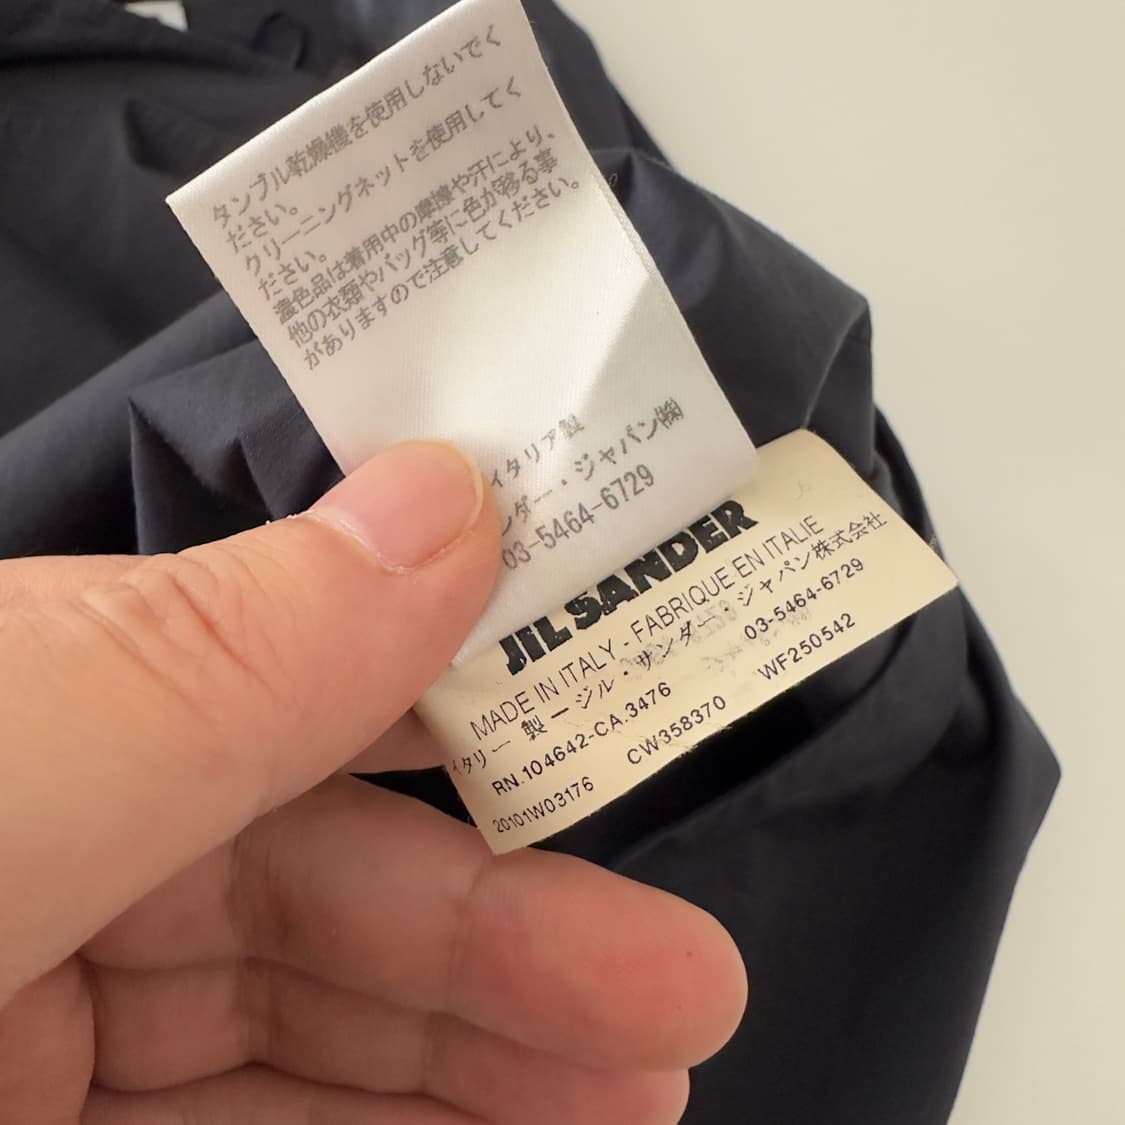 タンブル乾燥機を使用しないでく
ださい。
クリーニングネットを使用してく
ださい。
濃色品は着用中の摩擦や汗により、
他の衣類やバッグ等に色が移る事
がありますので注意してください。
イタリア製
ンダー・ジャパン㈱
03-5464-6729
JIL SANDER
MADE IN ITALY - FABRIQUE EN ITALIE
イタリー 製 ージル・サンダー・ジャパン株式会社
03-5464-6729
RN.104642-CA.3476
CW358370 WF250542
20101W03176